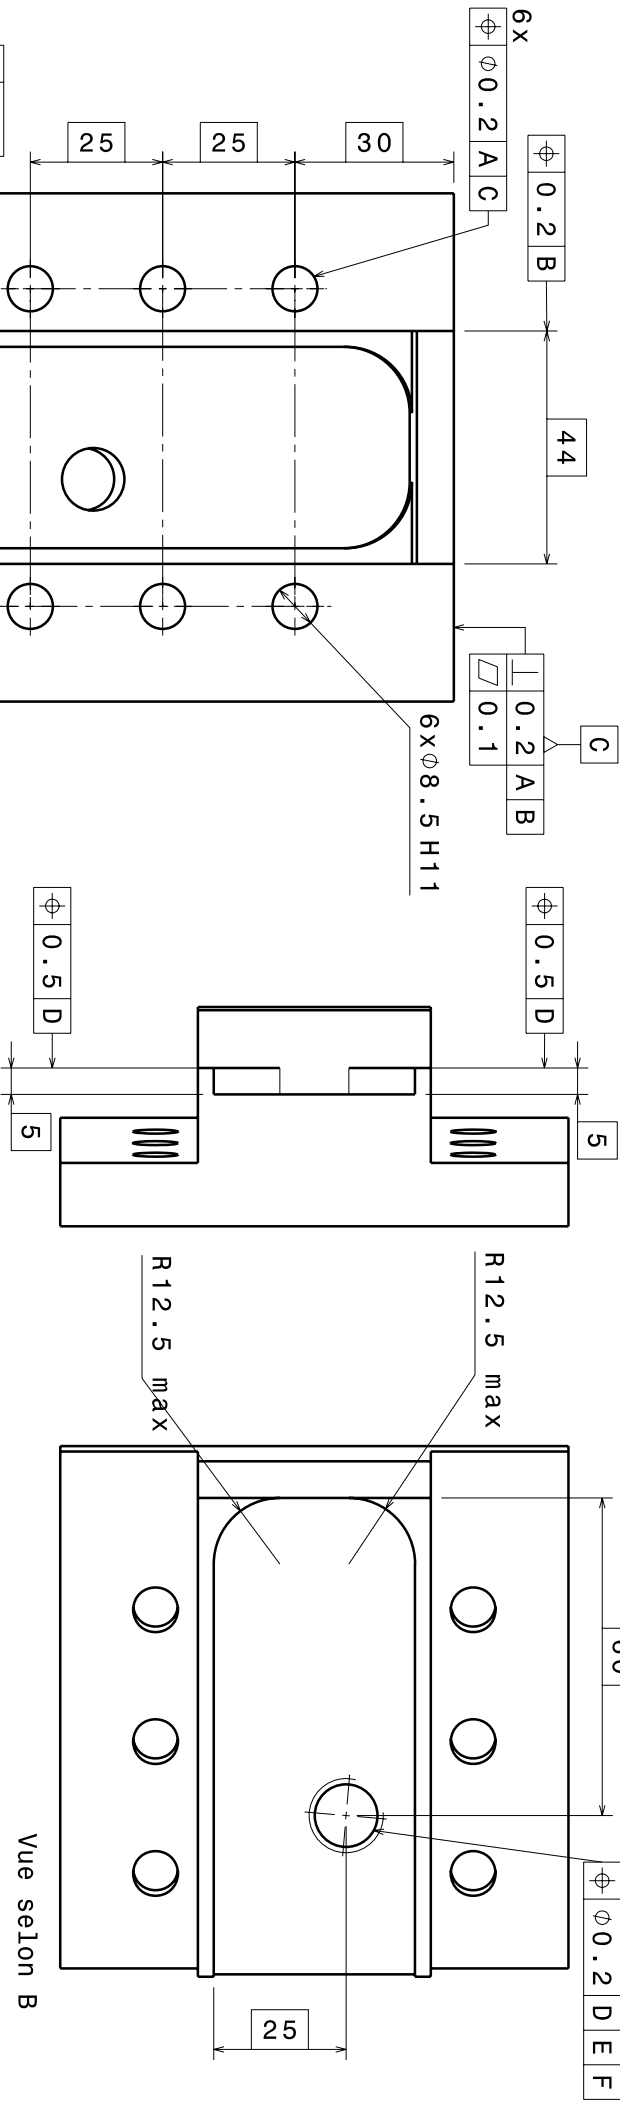 6x
⌖ ⌀0.2 A C
⌖ 0.2 B
25
25
30
44
⟂ 0.2 A B
⏥ 0.1
C
6x⌀8.5 H11
⌖ 0.5 D
⌖ 0.5 D
5
5
R12.5 max
R12.5 max
⌖ ⌀0.2 D E F
25
Vue selon B